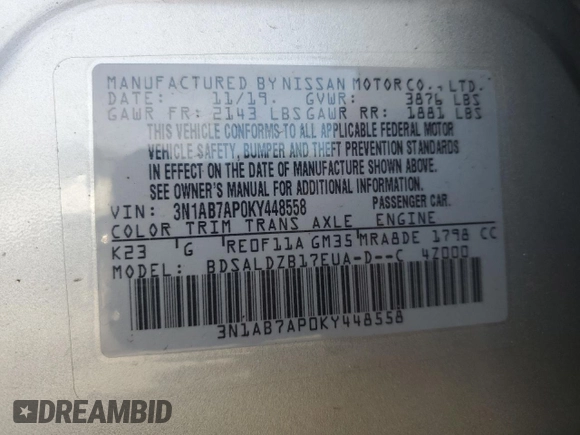 MANUFACTURED BY NISSAN MOTOR CO., LTD.
DATE: 11/19. GVWR: 3876 LBS
GAWR FR: 2143 LBS GAWR RR: 1881 LBS
THIS VEHICLE CONFORMS TO ALL APPLICABLE FEDERAL MOTOR
VEHICLE SAFETY, BUMPER AND THEFT PREVENTION STANDARDS
IN EFFECT ON THE DATE OF MANUFACTURE SHOWN ABOVE.
SEE OWNER'S MANUAL FOR ADDITIONAL INFORMATION.
VIN: 3N1AB7AP0KY448558 PASSENGER CAR.
COLOR TRIM TRANS AXLE ENGINE
K23 G RE0F11A GM35 MRA8DE 1798 CC
MODEL: BDSALDZB17EUA-D--C 4Z000
3N1AB7AP0KY448558
DREAMBID